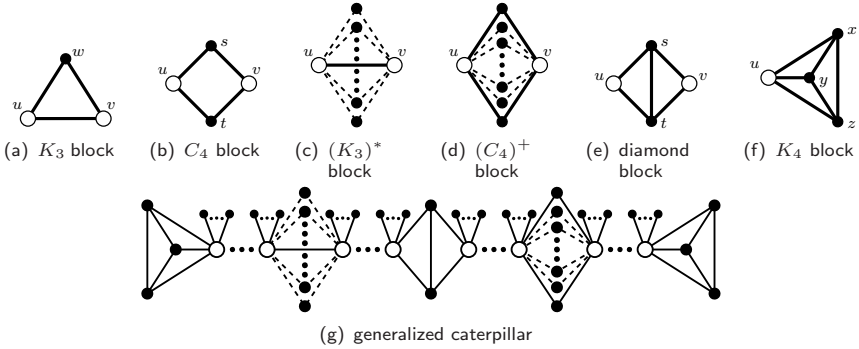 w
u
v
(a) K₃ block
s
u
v
t
(b) C₄ block
u
v
(c) (K₃)* block
u
v
(d) (C₄)⁺ block
s
u
v
t
(e) diamond block
x
u
y
z
(f) K₄ block
(g) generalized caterpillar